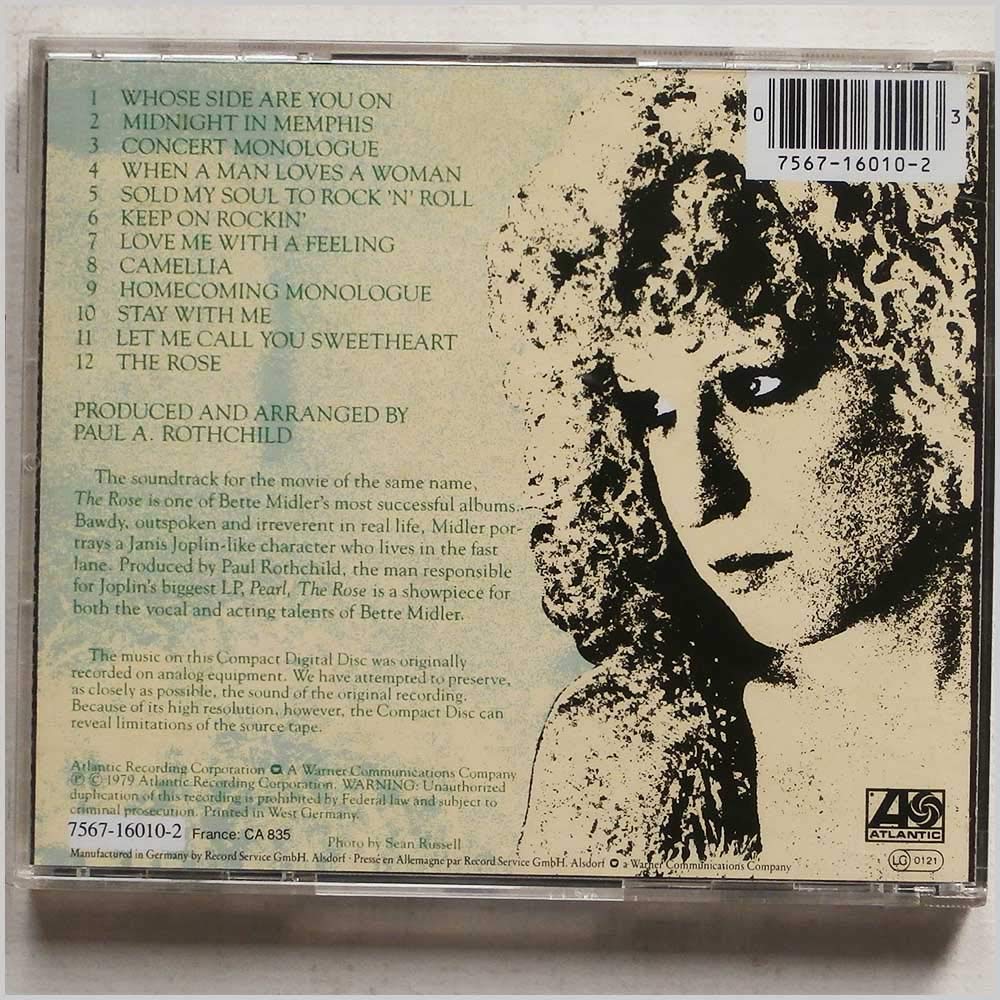 1 WHOSE SIDE ARE YOU ON
2 MIDNIGHT IN MEMPHIS
3 CONCERT MONOLOGUE
4 WHEN A MAN LOVES A WOMAN
5 SOLD MY SOUL TO ROCK 'N' ROLL
6 KEEP ON ROCKIN'
7 LOVE ME WITH A FEELING
8 CAMELLIA
9 HOMECOMING MONOLOGUE
10 STAY WITH ME
11 LET ME CALL YOU SWEETHEART
12 THE ROSE
PRODUCED AND ARRANGED BY
PAUL A. ROTHCHILD
The soundtrack for the movie of the same name,
The Rose is one of Bette Midler's most successful albums.
Bawdy, outspoken and irreverent in real life, Midler por-
trays a Janis Joplin-like character who lives in the fast
lane. Produced by Paul Rothchild, the man responsible
for Joplin's biggest LP, Pearl, The Rose is a showpiece for
both the vocal and acting talents of Bette Midler.
The music on this Compact Digital Disc was originally
recorded on analog equipment. We have attempted to preserve,
as closely as possible, the sound of the original recording.
Because of its high resolution, however, the Compact Disc can
reveal limitations of the source tape.
Atlantic Recording Corporation A Warner Communications Company
℗ © 1979 Atlantic Recording Corporation. WARNING: Unauthorized
duplication of this recording is prohibited by Federal law and subject to
criminal prosecution. Printed in West Germany.
7567-16010-2 France: CA 835
Photo by Sean Russell
Manufactured in Germany by Record Service GmbH. Alsdorf · Pressé en Allemagne par Record Service GmbH. Alsdorf a Warner Communications Company
0 3
7567-16010-2
ATLANTIC
LC 0121